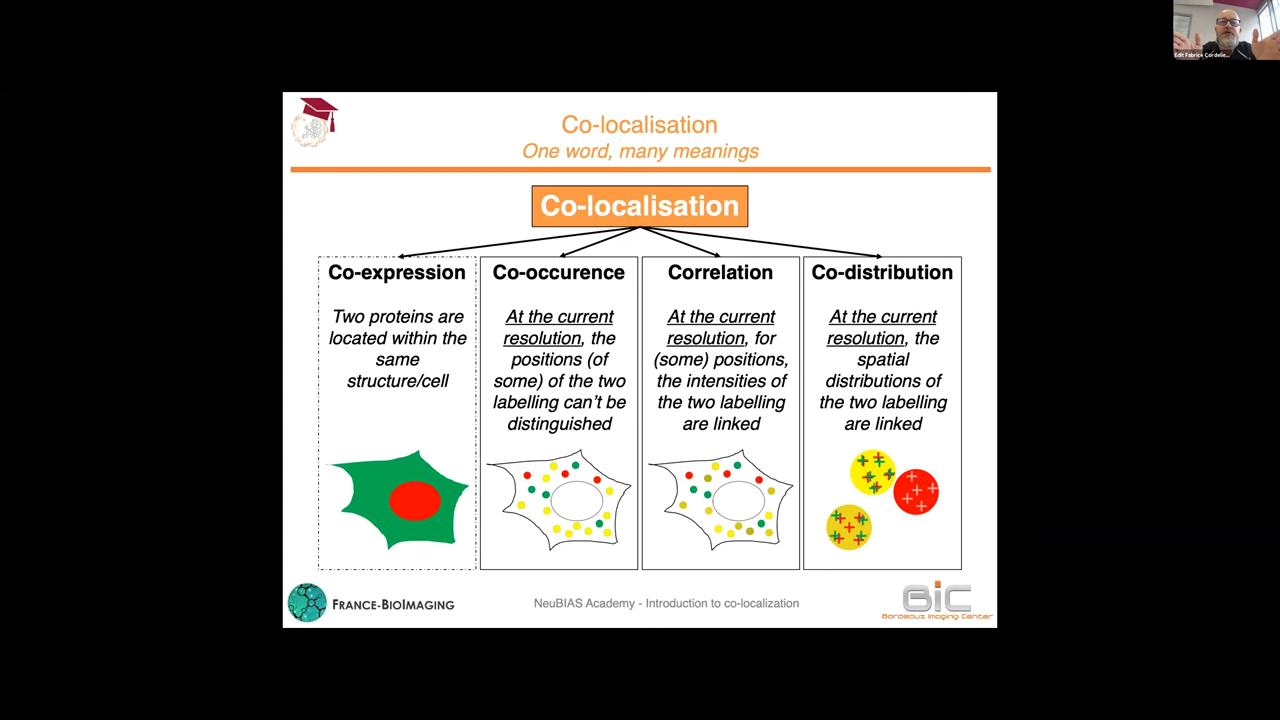 Edit Fabrice Cordelie...
Co-localisation
One word, many meanings
Co-localisation
Co-expression
Two proteins are
located within the
same
structure/cell
Co-occurence
At the current
resolution, the
positions (of
some) of the two
labelling can't be
distinguished
Correlation
At the current
resolution, for
(some) positions,
the intensities of
the two labelling
are linked
Co-distribution
At the current
resolution, the
spatial
distributions of
the two labelling
are linked
FRANCE-BIOIMAGING
NeuBIAS Academy - Introduction to co-localization
BiC
Bordeaux Imaging Center